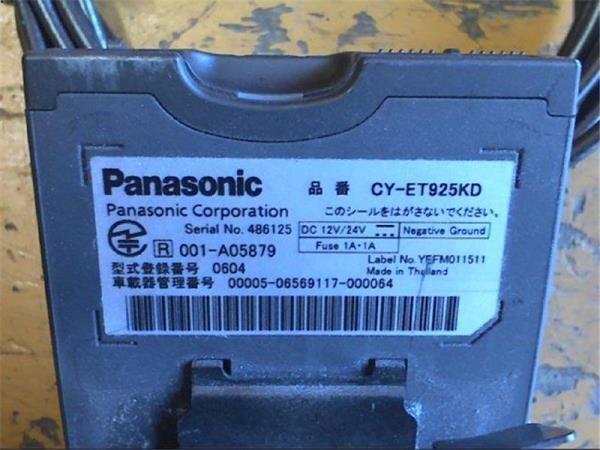 Panasonic 品番 CY-ET925KD
Panasonic Corporation このシールをはがさないでください。
Serial No. 486125 DC 12V/24V Negative Ground
R 001-A05879 Fuse 1A・1A
Label No.YEFM011511
型式登録番号 0604 Made in Thailand
車載器管理番号 00005-06569117-000064